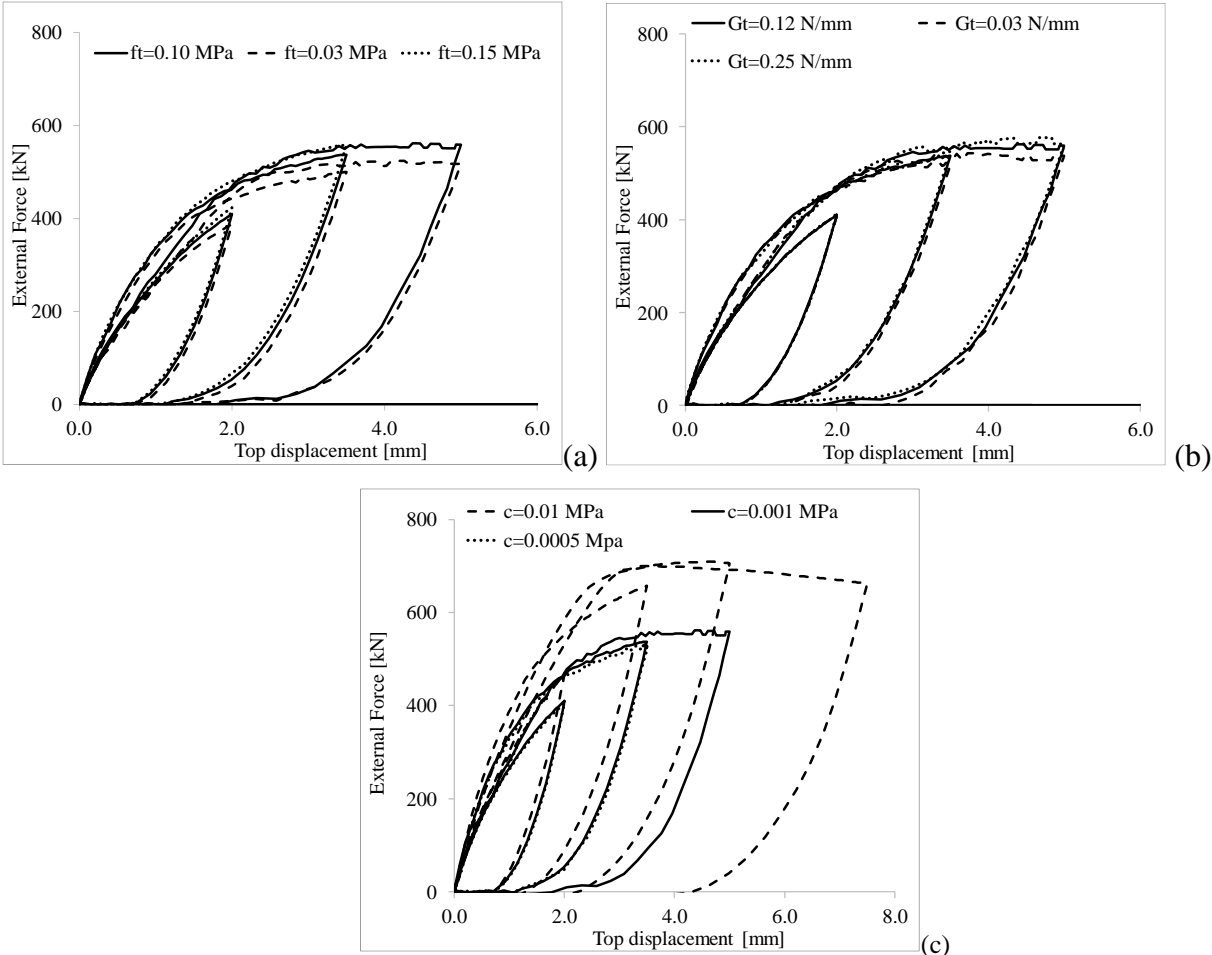 800
ft=0.10 MPa ft=0.03 MPa ft=0.15 MPa
600
400
200
0
External Force [kN]
0.0 2.0 4.0 6.0
Top displacement [mm]
(a)
Gt=0.12 N/mm Gt=0.03 N/mm
Gt=0.25 N/mm
800
600
400
200
0
External Force [kN]
0.0 2.0 4.0 6.0
Top displacement [mm]
(b)
c=0.01 MPa c=0.001 MPa
c=0.0005 Mpa
800
600
400
200
0
External Force [kN]
0.0 2.0 4.0 6.0 8.0
Top displacement [mm]
(c)